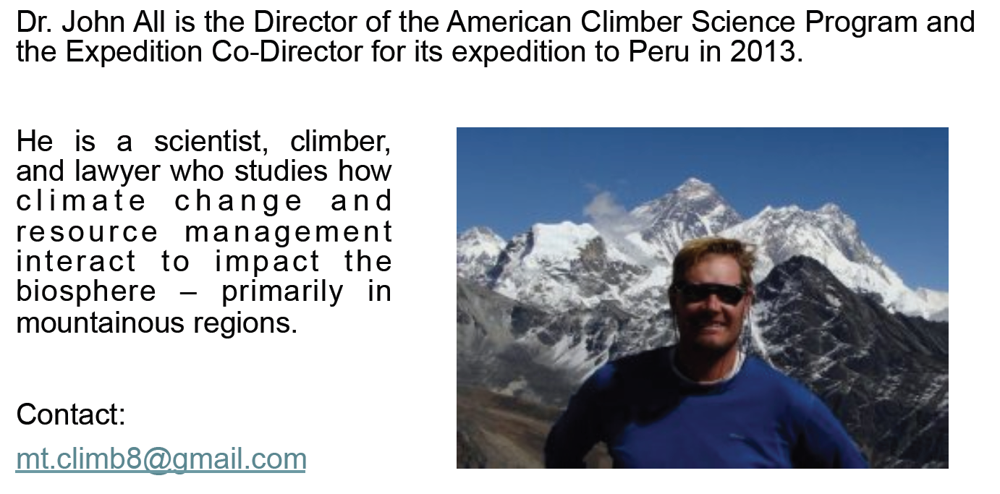 Dr. John All is the Director of the American Climber Science Program and
the Expedition Co-Director for its expedition to Peru in 2013.
He is a scientist, climber,
and lawyer who studies how
climate change and
resource management
interact to impact the
biosphere – primarily in
mountainous regions.
Contact:
mt.climb8@gmail.com